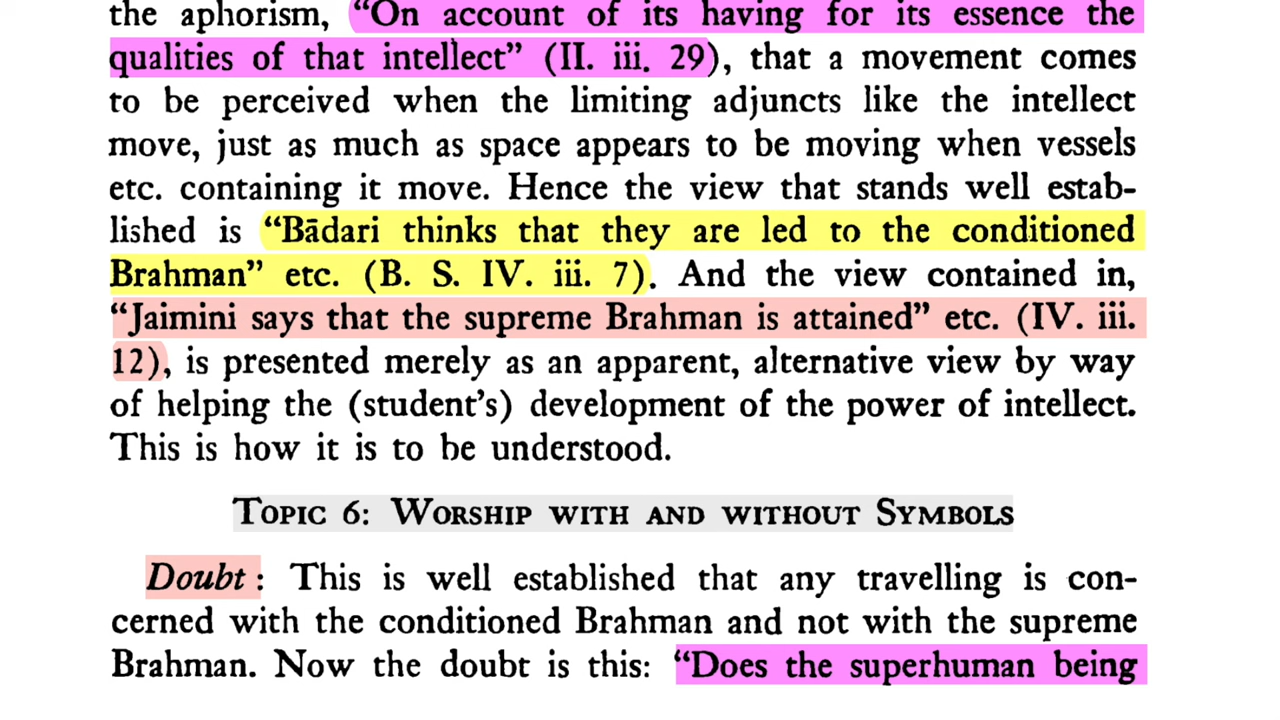 the aphorism, “On account of its having for its essence the
qualities of that intellect” (II. iii. 29), that a movement comes
to be perceived when the limiting adjuncts like the intellect
move, just as much as space appears to be moving when vessels
etc. containing it move. Hence the view that stands well estab-
lished is “Bādari thinks that they are led to the conditioned
Brahman” etc. (B. S. IV. iii. 7). And the view contained in,
“Jaimini says that the supreme Brahman is attained” etc. (IV. iii.
12), is presented merely as an apparent, alternative view by way
of helping the (student’s) development of the power of intellect.
This is how it is to be understood.
Topic 6: Worship with and without Symbols
Doubt : This is well established that any travelling is con-
cerned with the conditioned Brahman and not with the supreme
Brahman. Now the doubt is this: “Does the superhuman being